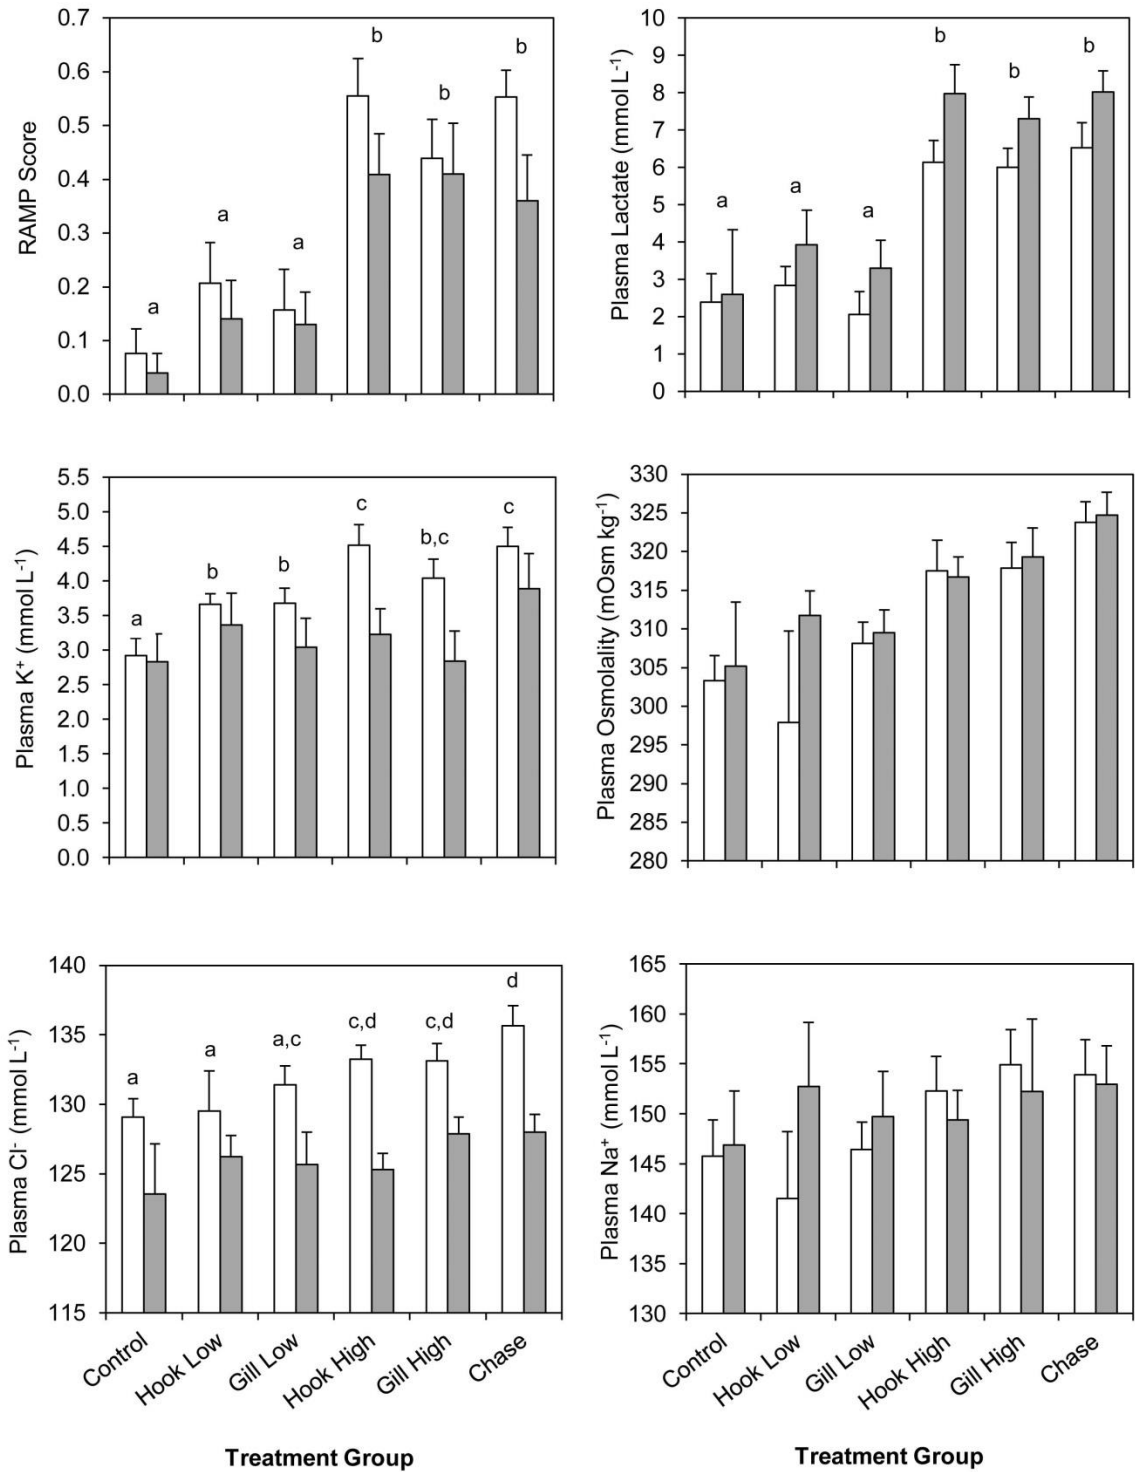 RAMP Score
0.7
0.6
0.5
0.4
0.3
0.2
0.1
0.0
a
a
a
b
b
b
Plasma Lactate (mmol L⁻¹)
10
9
8
7
6
5
4
3
2
1
0
a
a
a
b
b
b
Plasma K⁺ (mmol L⁻¹)
5.5
5.0
4.5
4.0
3.5
3.0
2.5
2.0
1.5
1.0
0.5
0.0
a
b
b
c
b,c
c
Plasma Osmolality (mOsm kg⁻¹)
330
325
320
315
310
305
300
295
290
285
280
Plasma Cl⁻ (mmol L⁻¹)
140
135
130
125
120
115
a
a
a,c
c,d
c,d
d
Control
Hook Low
Gill Low
Hook High
Gill High
Chase
Treatment Group
Plasma Na⁺ (mmol L⁻¹)
165
160
155
150
145
140
135
130
Control
Hook Low
Gill Low
Hook High
Gill High
Chase
Treatment Group